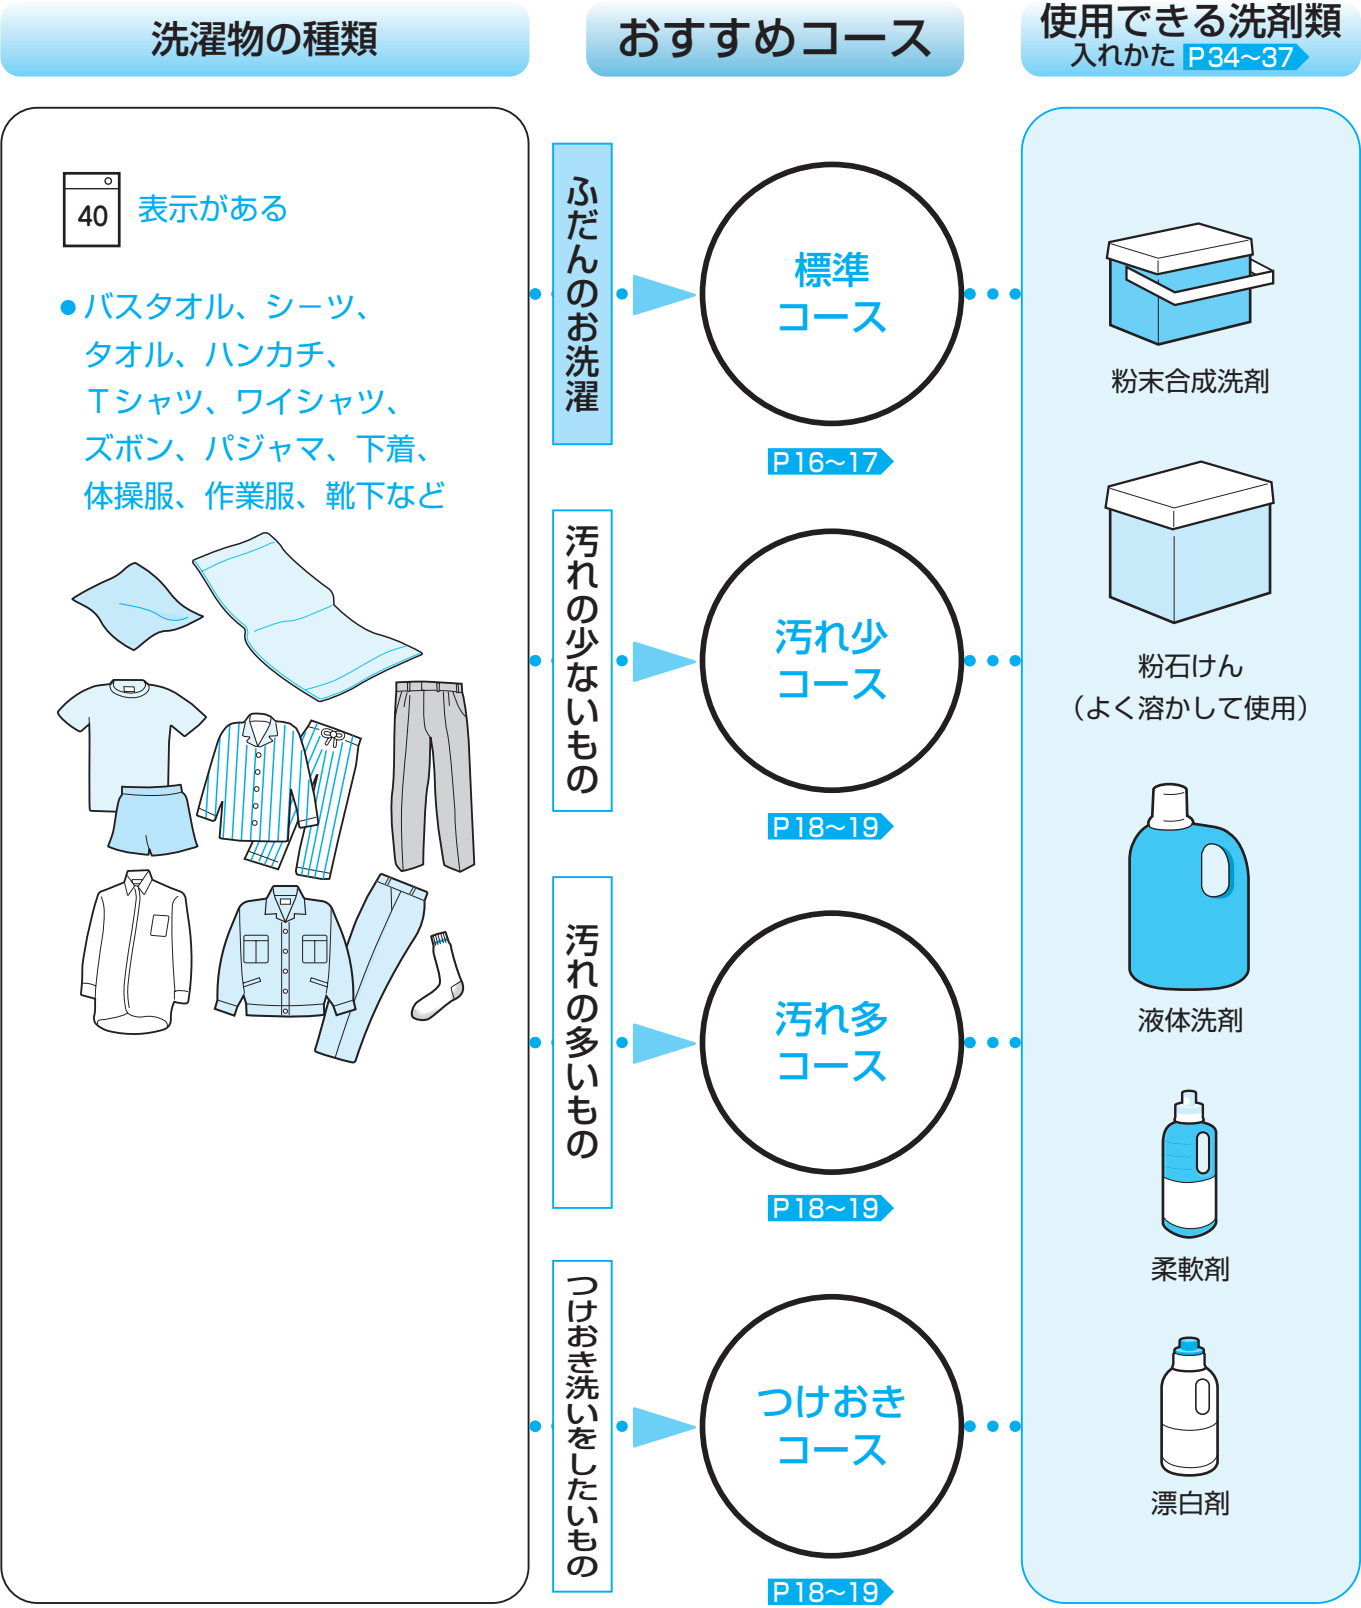 洗濯物の種類
おすすめコース
使用できる洗剤類
入れかた P34〜37
40
表示がある
●バスタオル、シーツ、
タオル、ハンカチ、
Tシャツ、ワイシャツ、
ズボン、パジャマ、下着、
体操服、作業服、靴下など
ふだんのお洗濯
標準
コース
P16〜17
汚れの少ないもの
汚れ少
コース
P18〜19
汚れの多いもの
汚れ多
コース
P18〜19
つけおき洗いをしたいもの
つけおき
コース
P18〜19
粉末合成洗剤
粉石けん
（よく溶かして使用）
液体洗剤
柔軟剤
漂白剤